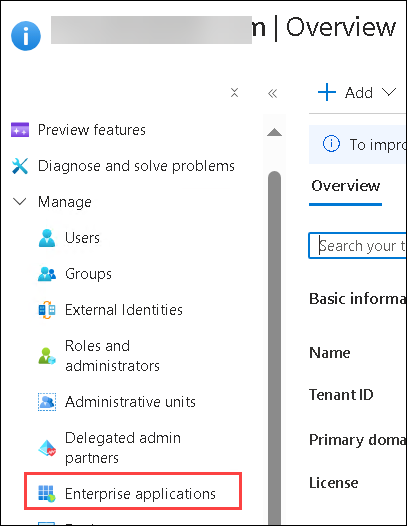 m | Overview
Add
Preview features
Diagnose and solve problems
To impro
Manage
Overview
Users
Search your t
Groups
External Identities
Basic informa
Roles and
administrators
Name
Administrative units
Tenant ID
Delegated admin
partners
Primary doma
Enterprise applications
License